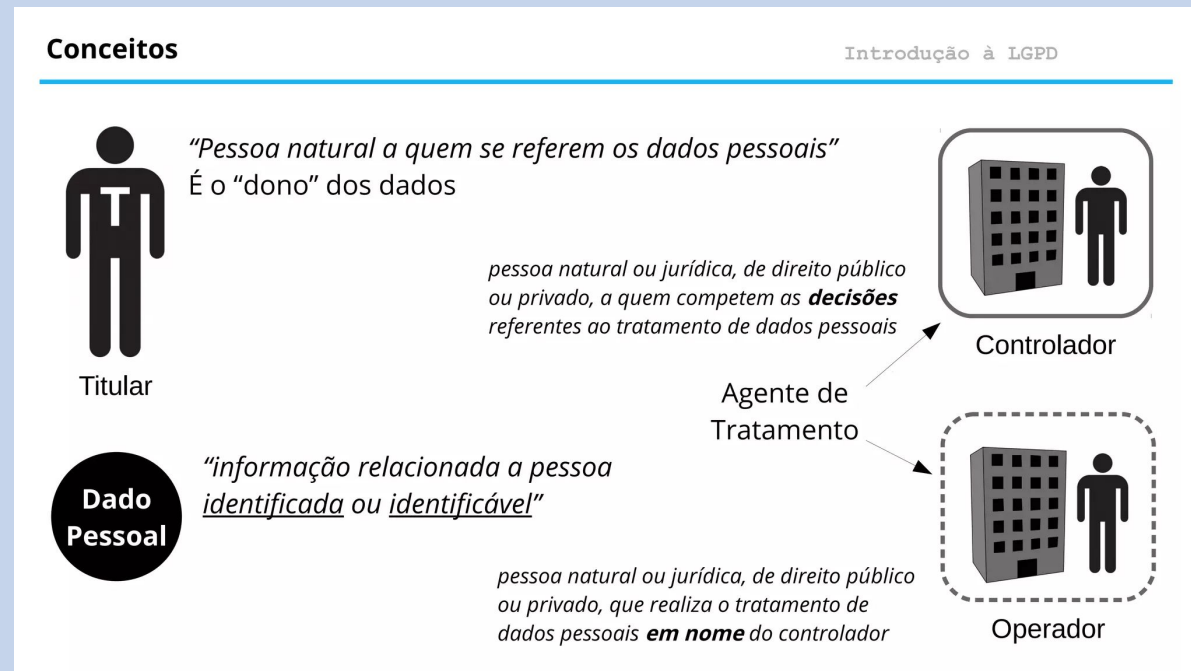 Conceitos
Introdução à LGPD
T
“Pessoa natural a quem se referem os dados pessoais”
É o “dono” dos dados
Titular
pessoa natural ou jurídica, de direito público
ou privado, a quem competem as decisões
referentes ao tratamento de dados pessoais
Controlador
Agente de
Tratamento
Dado
Pessoal
“informação relacionada a pessoa
identificada ou identificável”
pessoa natural ou jurídica, de direito público
ou privado, que realiza o tratamento de
dados pessoais em nome do controlador
Operador